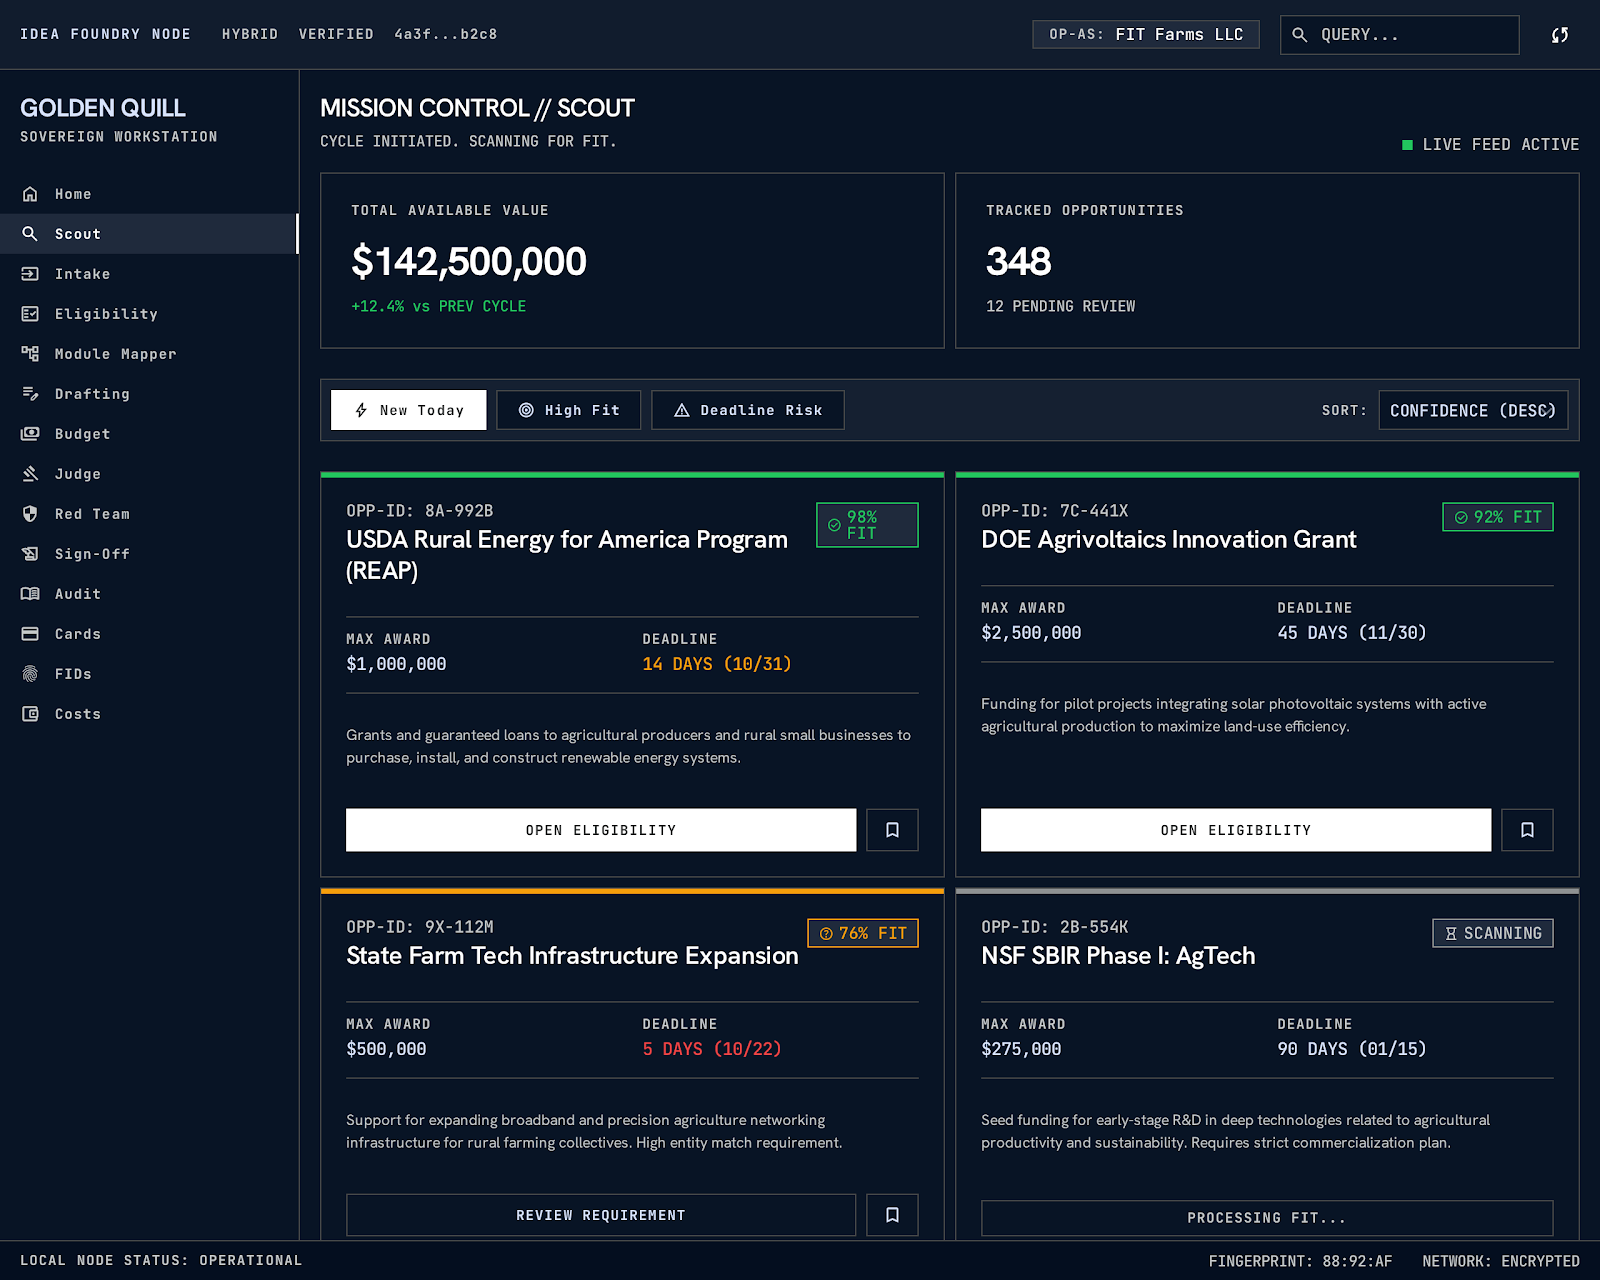 IDEA FOUNDRY NODE HYBRID VERIFIED 4a3f...b2c8
OP-AS: FIT Farms LLC
QUERY...
GOLDEN QUILL
SOVEREIGN WORKSTATION
Home
Scout
Intake
Eligibility
Module Mapper
Drafting
Budget
Judge
Red Team
Sign-Off
Audit
Cards
FIDs
Costs
MISSION CONTROL // SCOUT
CYCLE INITIATED. SCANNING FOR FIT.
LIVE FEED ACTIVE
TOTAL AVAILABLE VALUE
$142,500,000
+12.4% vs PREV CYCLE
TRACKED OPPORTUNITIES
348
12 PENDING REVIEW
New Today
High Fit
Deadline Risk
SORT:
CONFIDENCE (DESC)
OPP-ID: 8A-992B
USDA Rural Energy for America Program
(REAP)
98%
FIT
MAX AWARD
$1,000,000
DEADLINE
14 DAYS (10/31)
Grants and guaranteed loans to agricultural producers and rural small businesses to
purchase, install, and construct renewable energy systems.
OPEN ELIGIBILITY
OPP-ID: 7C-441X
DOE Agrivoltaics Innovation Grant
92% FIT
MAX AWARD
$2,500,000
DEADLINE
45 DAYS (11/30)
Funding for pilot projects integrating solar photovoltaic systems with active
agricultural production to maximize land-use efficiency.
OPEN ELIGIBILITY
OPP-ID: 9X-112M
State Farm Tech Infrastructure Expansion
76% FIT
MAX AWARD
$500,000
DEADLINE
5 DAYS (10/22)
Support for expanding broadband and precision agriculture networking
infrastructure for rural farming collectives. High entity match requirement.
REVIEW REQUIREMENT
OPP-ID: 2B-554K
NSF SBIR Phase I: AgTech
SCANNING
MAX AWARD
$275,000
DEADLINE
90 DAYS (01/15)
Seed funding for early-stage R&D in deep technologies related to agricultural
productivity and sustainability. Requires strict commercialization plan.
PROCESSING FIT...
LOCAL NODE STATUS: OPERATIONAL
FINGERPRINT: 88:92:AF
NETWORK: ENCRYPTED